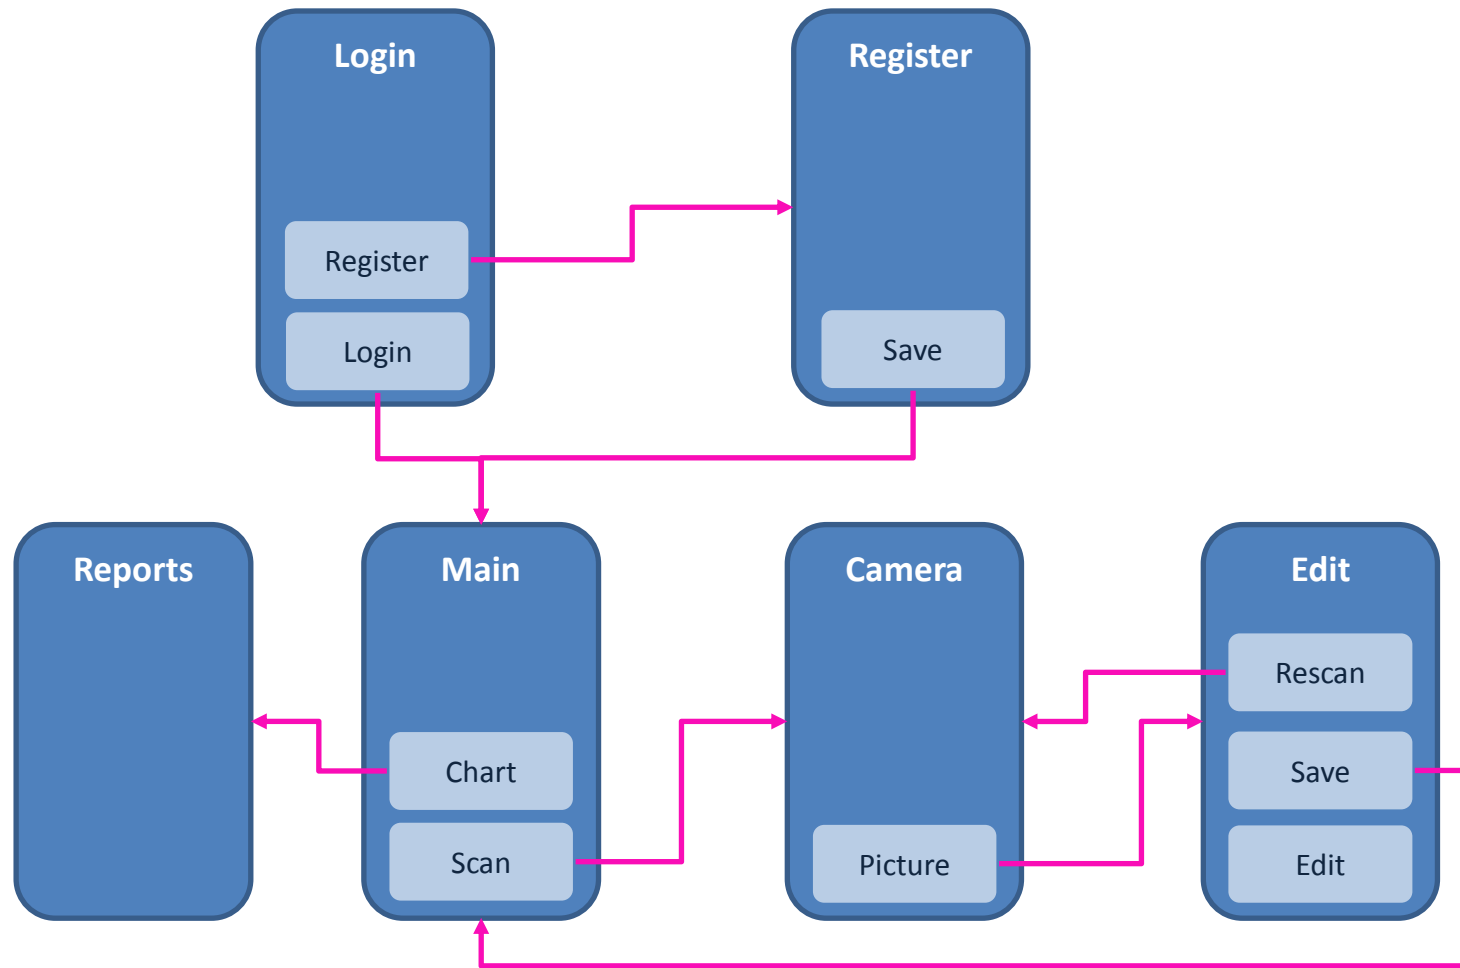 Login
Register
Register
Login
Save
Reports
Main
Chart
Scan
Camera
Picture
Edit
Rescan
Save
Edit